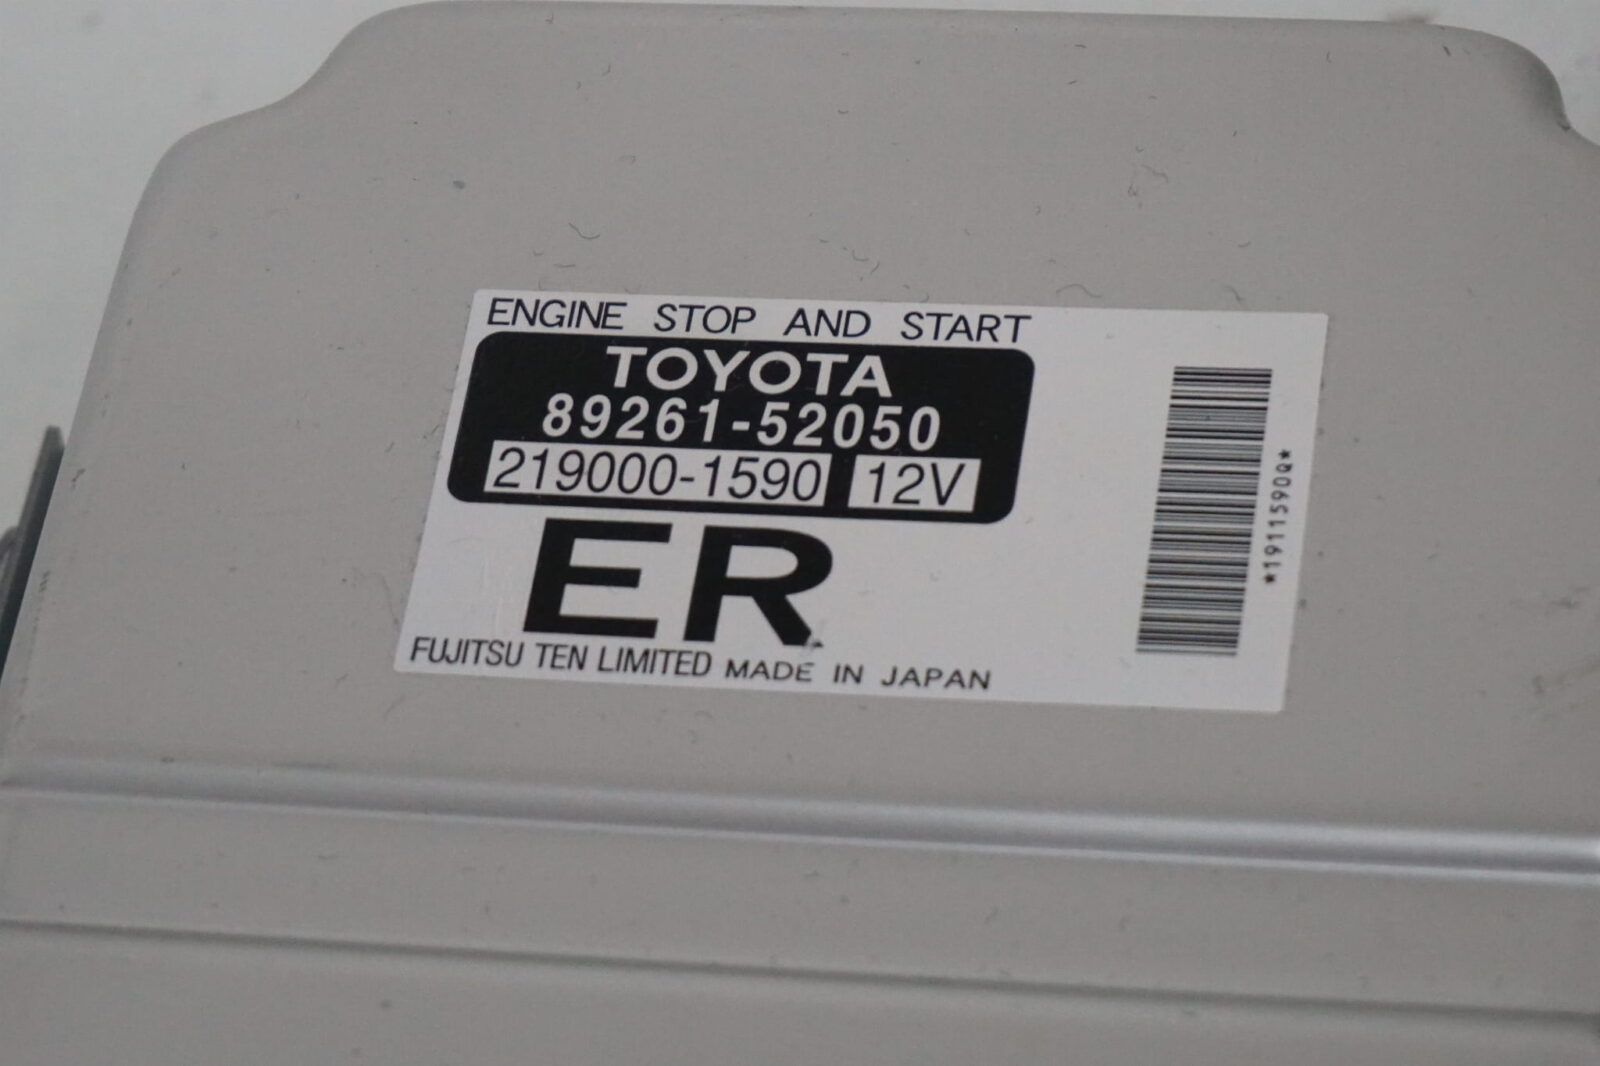 ENGINE STOP AND START
TOYOTA
89261-52050
219000-1590 12V
ER
FUJITSU TEN LIMITED MADE IN JAPAN
*1911590Q*